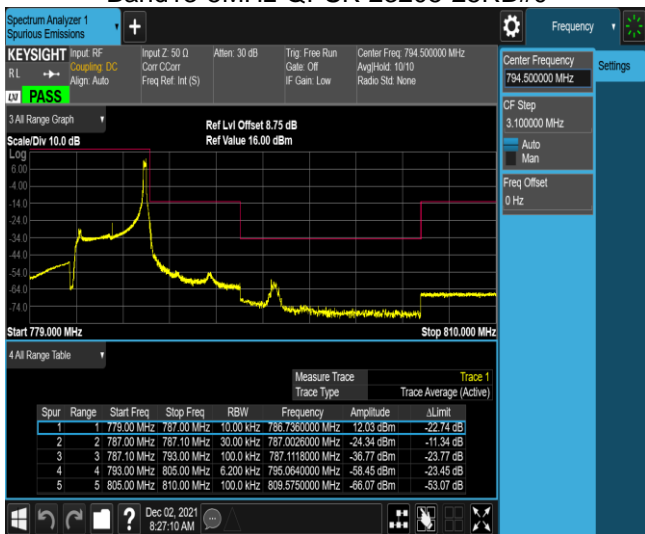 Spectrum Analyzer 1
Spurious Emissions
Frequency
KEYSIGHT Input: RF
RL Coupling: DC
Align: Auto
Input Z: 50 Ω
Corr CCorr
Freq Ref: Int (S)
Atten: 30 dB
Trig: Free Run
Gate: Off
IF Gain: Low
Center Freq: 794.500000 MHz
Avg|Hold: 10/10
Radio Std: None
LXI PASS
Center Frequency
794.500000 MHz
Settings
CF Step
3.100000 MHz
Auto
Man
Freq Offset
0 Hz
3 All Range Graph
Scale/Div 10.0 dB
Ref Lvl Offset 8.75 dB
Ref Value 16.00 dBm
Log
6.00
-4.00
-14.0
-24.0
-34.0
-44.0
-54.0
-64.0
-74.0
Start 779.000 MHz Stop 810.000 MHz
4 All Range Table
Measure Trace Trace 1
Trace Type Trace Average (Active)
Spur Range Start Freq Stop Freq RBW Frequency Amplitude ΔLimit
1 1 779.00 MHz 787.00 MHz 10.00 kHz 786.7360000 MHz 12.03 dBm -22.74 dB
2 2 787.00 MHz 787.10 MHz 30.00 kHz 787.0026000 MHz -24.34 dBm -11.34 dB
3 3 787.10 MHz 793.00 MHz 100.0 kHz 787.1118000 MHz -36.77 dBm -23.77 dB
4 4 793.00 MHz 805.00 MHz 6.200 kHz 795.0640000 MHz -58.45 dBm -23.45 dB
5 5 805.00 MHz 810.00 MHz 100.0 kHz 809.5750000 MHz -66.07 dBm -53.07 dB
Dec 02, 2021
8:27:10 AM